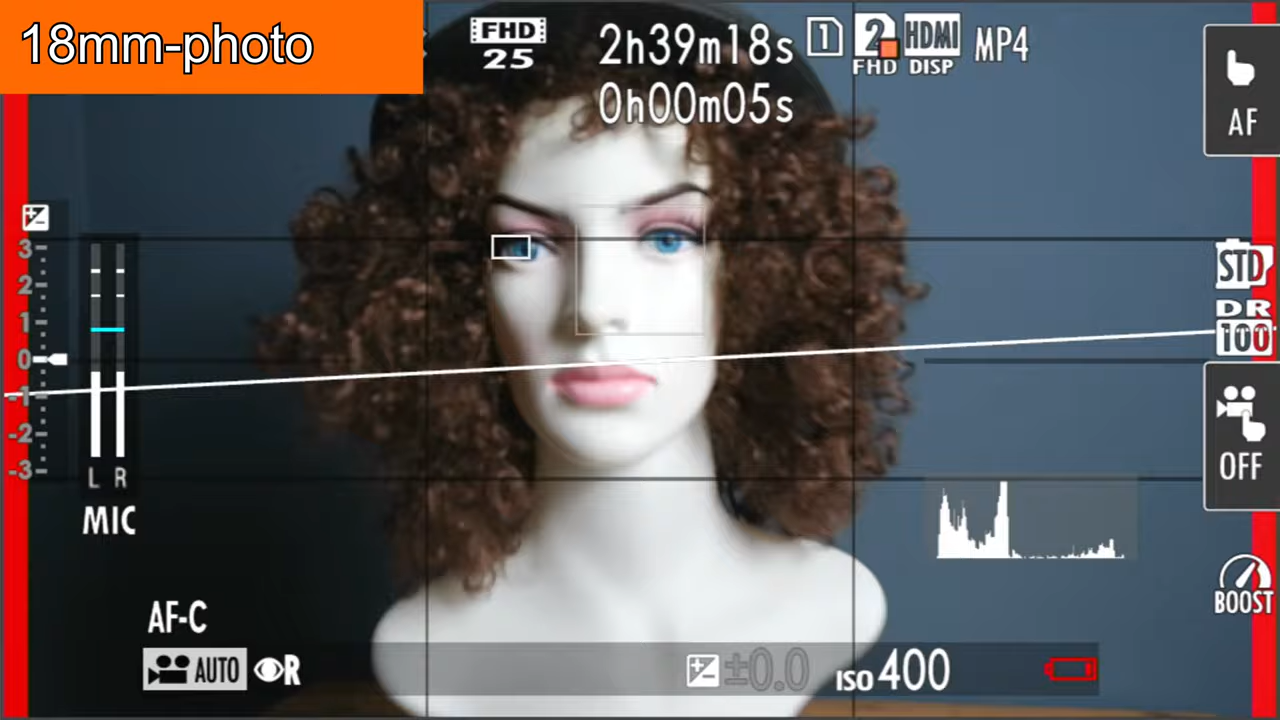 18mm-photo
FHD
25
2h39m18s
0h00m05s
1
2
FHD
HDMI
DISP
MP4
AF
3
2
1
0
-1
-2
-3
L R
MIC
STD
DR
100
OFF
BOOST
AF-C
AUTO
R
±0.0
ISO 400